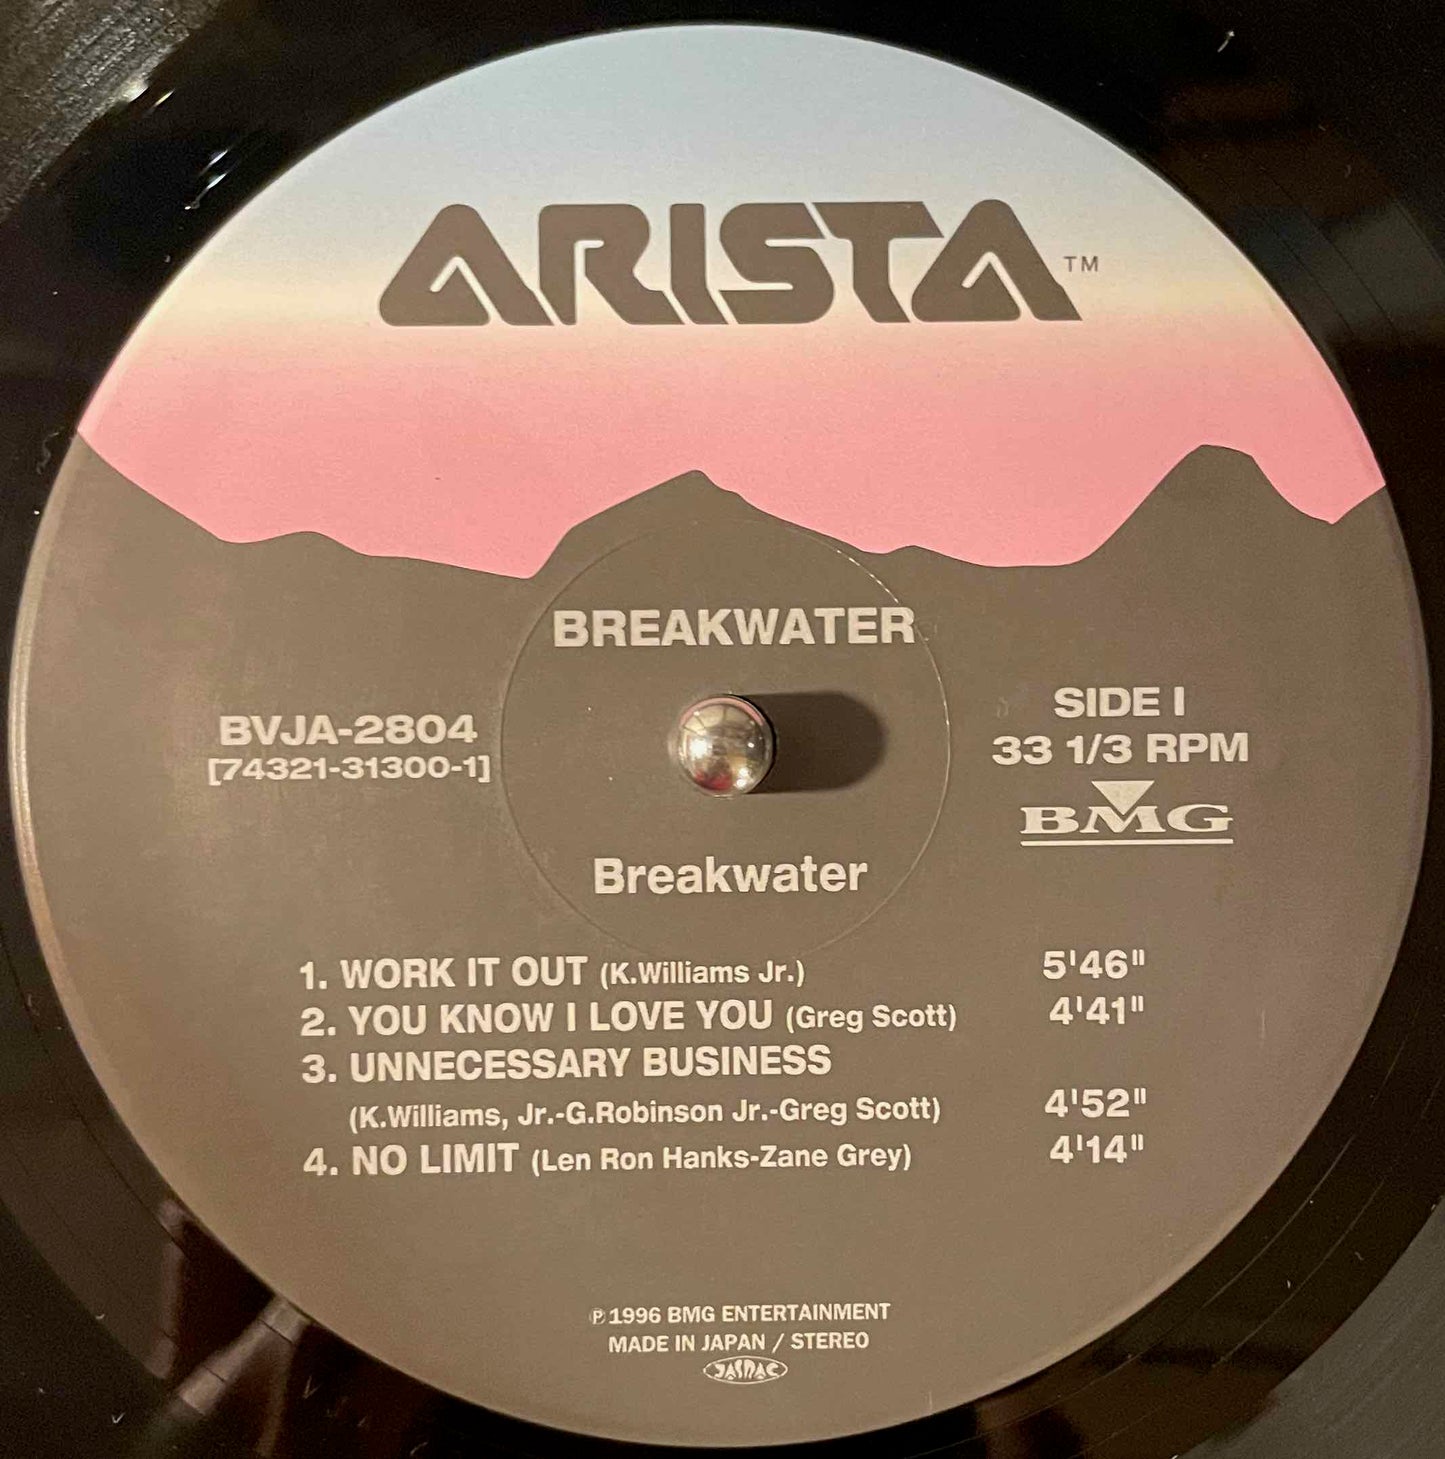 ARISTA™
BREAKWATER
BVJA-2804
[74321-31300-1]
SIDE I
33 1/3 RPM
BMG
Breakwater
1. WORK IT OUT (K.Williams Jr.) 5'46"
2. YOU KNOW I LOVE YOU (Greg Scott) 4'41"
3. UNNECESSARY BUSINESS
(K.Williams, Jr.-G.Robinson Jr.-Greg Scott) 4'52"
4. NO LIMIT (Len Ron Hanks-Zane Grey) 4'14"
℗1996 BMG ENTERTAINMENT
MADE IN JAPAN / STEREO
JASRAC